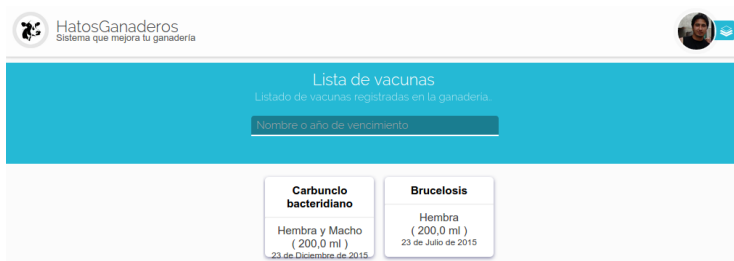 HatosGanaderos
Sistema que mejora tu ganadería
Lista de vacunas
Listado de vacunas registradas en la ganadería.
Nombre o año de vencimiento
Carbunclo
bacteridiano
Hembra y Macho
( 200,0 ml )
23 de Diciembre de 2015
Brucelosis
Hembra
( 200,0 ml )
23 de Julio de 2015